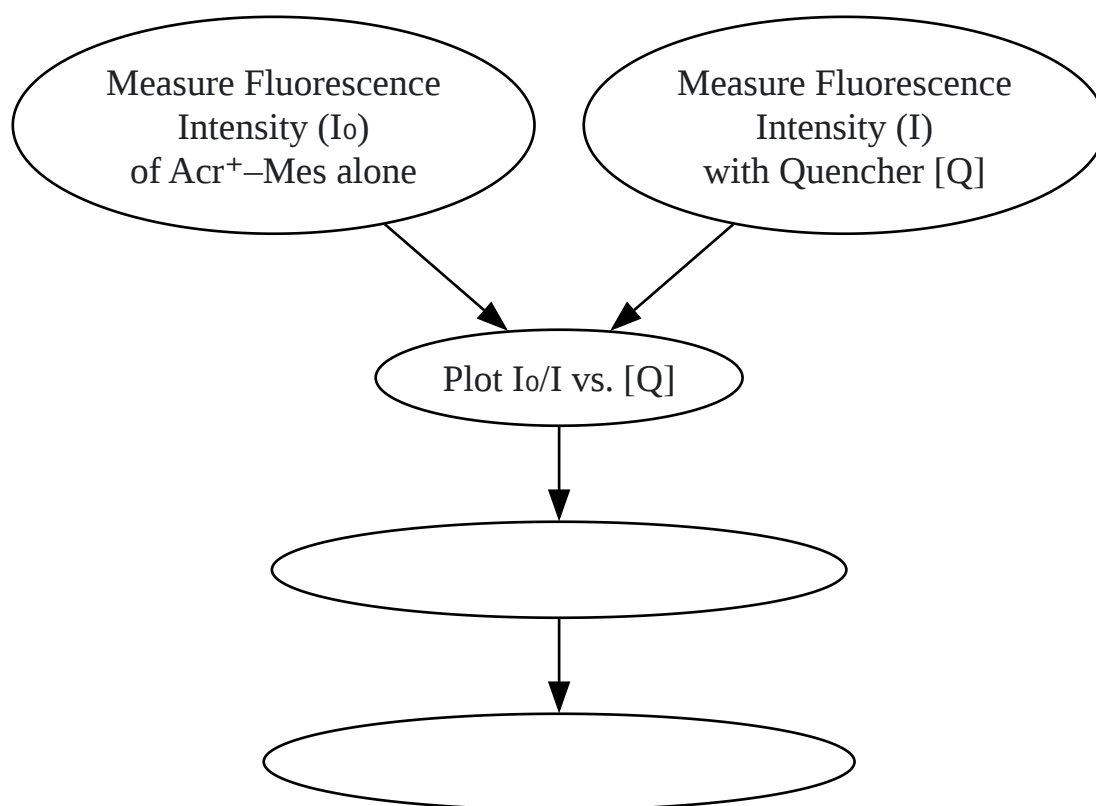 Measure Fluorescence
Intensity (I₀)
of Acr⁺–Mes alone
Measure Fluorescence
Intensity (I)
with Quencher [Q]
Plot I₀/I vs. [Q]